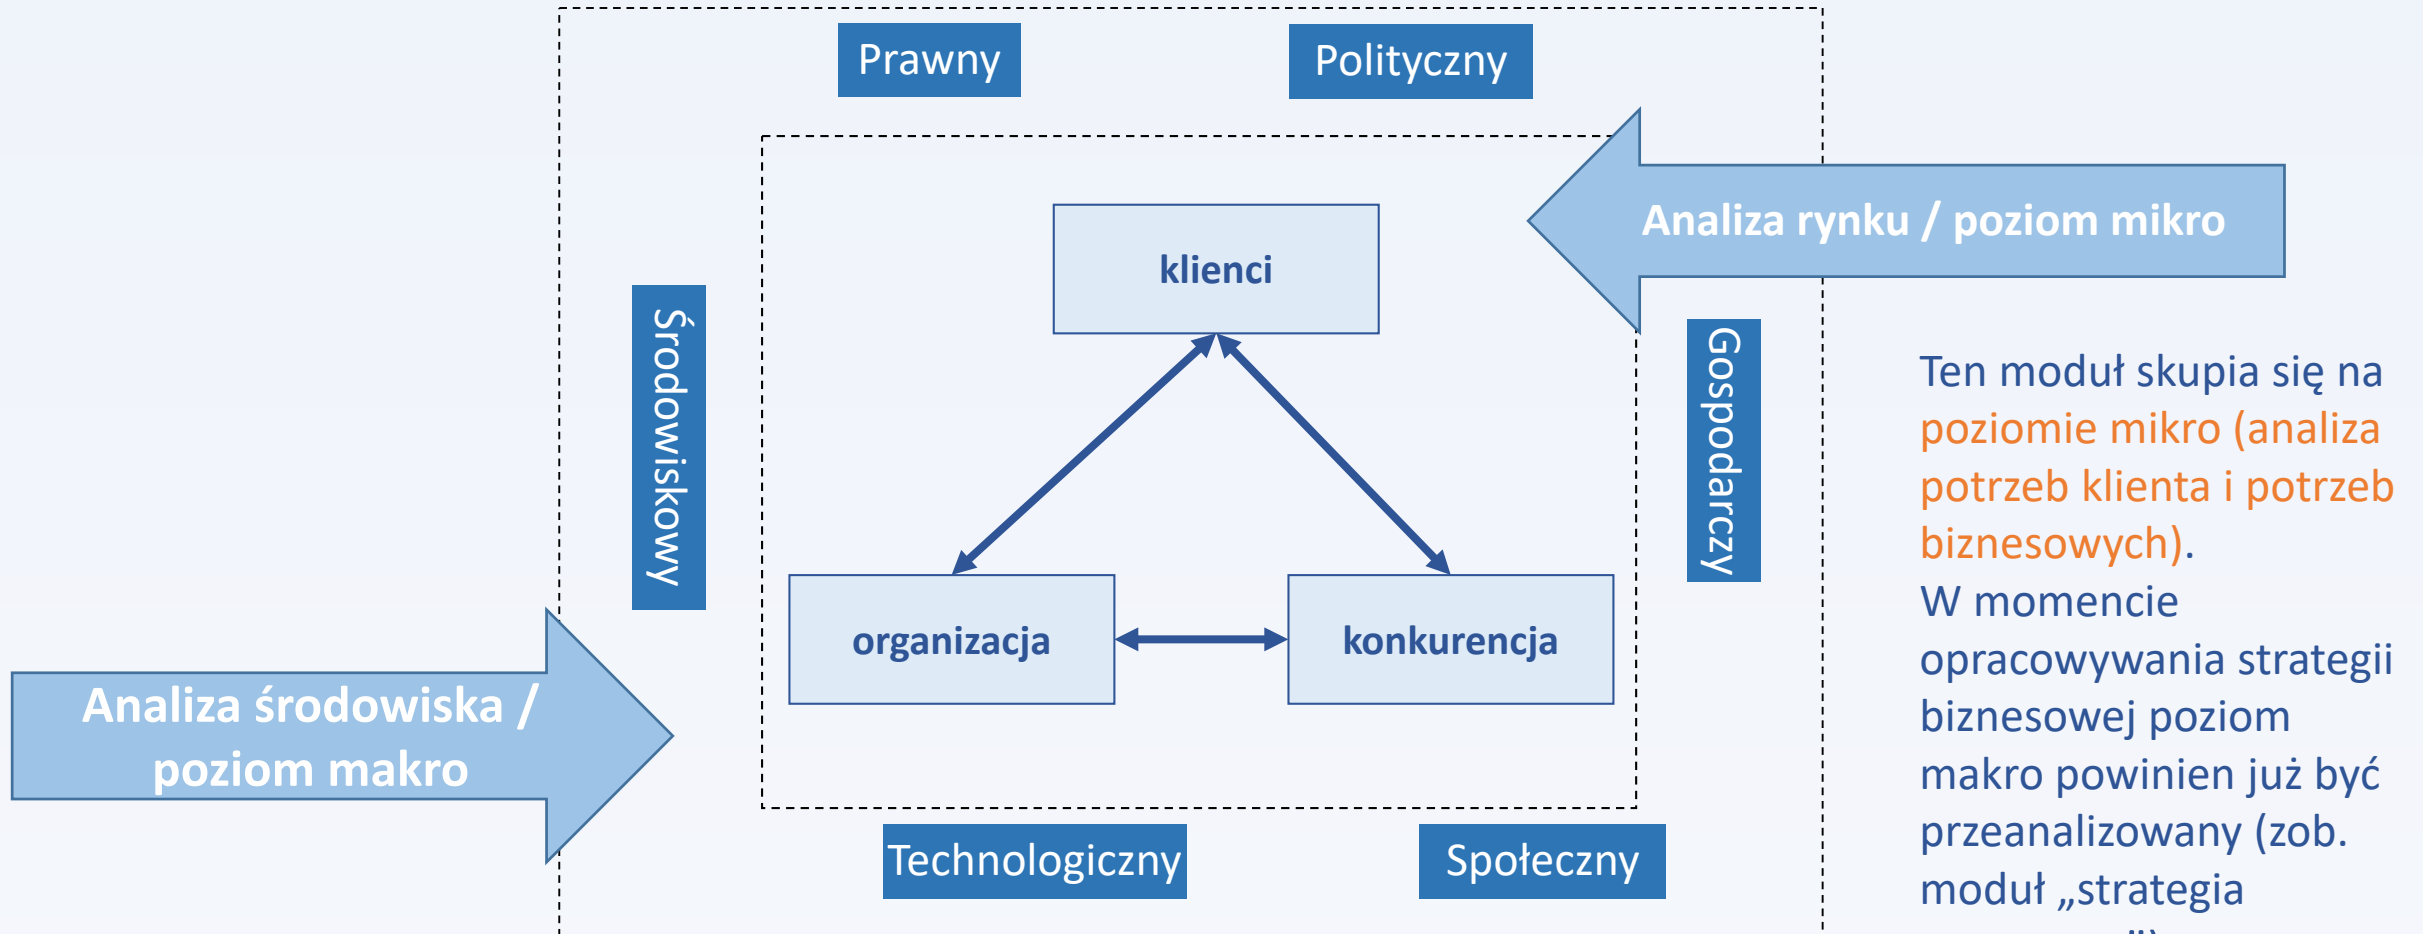 Prawny
Polityczny
Analiza rynku / poziom mikro
klienci
Środowiskowy
Gospodarczy
organizacja
konkurencja
Analiza środowiska /
poziom makro
Technologiczny
Społeczny
Ten moduł skupia się na
poziomie mikro (analiza
potrzeb klienta i potrzeb
biznesowych).
W momencie
opracowywania strategii
biznesowej poziom
makro powinien już być
przeanalizowany (zob.
moduł „strategia